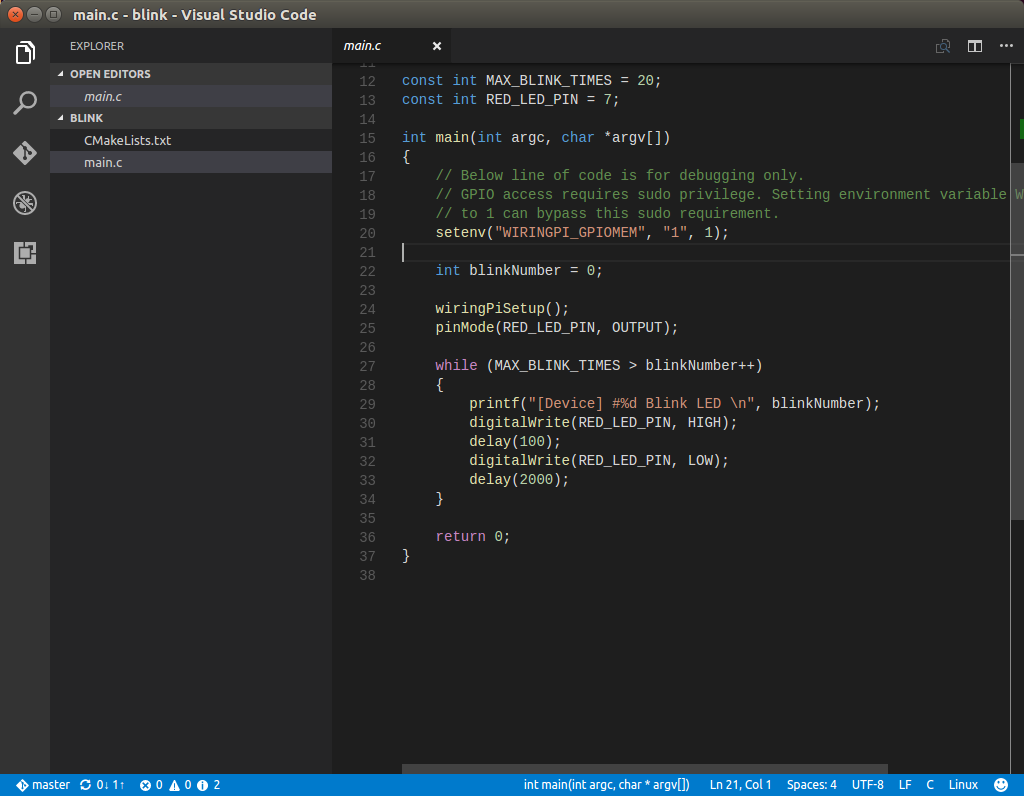 main.c - blink - Visual Studio Code
EXPLORER
OPEN EDITORS
main.c
BLINK
CMakeLists.txt
main.c
main.c
11
12 const int MAX_BLINK_TIMES = 20;
13 const int RED_LED_PIN = 7;
14
15 int main(int argc, char *argv[])
16 {
17     // Below line of code is for debugging only.
18     // GPIO access requires sudo privilege. Setting environment variable W
19     // to 1 can bypass this sudo requirement.
20     setenv("WIRINGPI_GPIOMEM", "1", 1);
21
22     int blinkNumber = 0;
23
24     wiringPiSetup();
25     pinMode(RED_LED_PIN, OUTPUT);
26
27     while (MAX_BLINK_TIMES > blinkNumber++)
28     {
29         printf("[Device] #%d Blink LED \n", blinkNumber);
30         digitalWrite(RED_LED_PIN, HIGH);
31         delay(100);
32         digitalWrite(RED_LED_PIN, LOW);
33         delay(2000);
34     }
35
36     return 0;
37 }
38
master 0↓ 1↑ 0 0 2 int main(int argc, char * argv[]) Ln 21, Col 1 Spaces: 4 UTF-8 LF C Linux